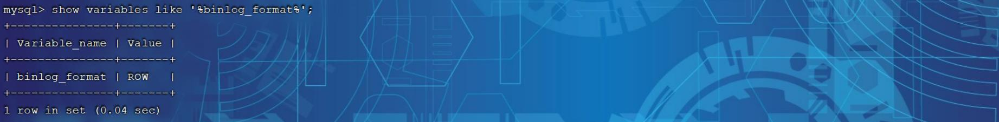 mysql> show variables like '%binlog_format%';
+---------------+-------+
| Variable_name | Value |
+---------------+-------+
| binlog_format | ROW   |
+---------------+-------+
1 row in set (0.04 sec)